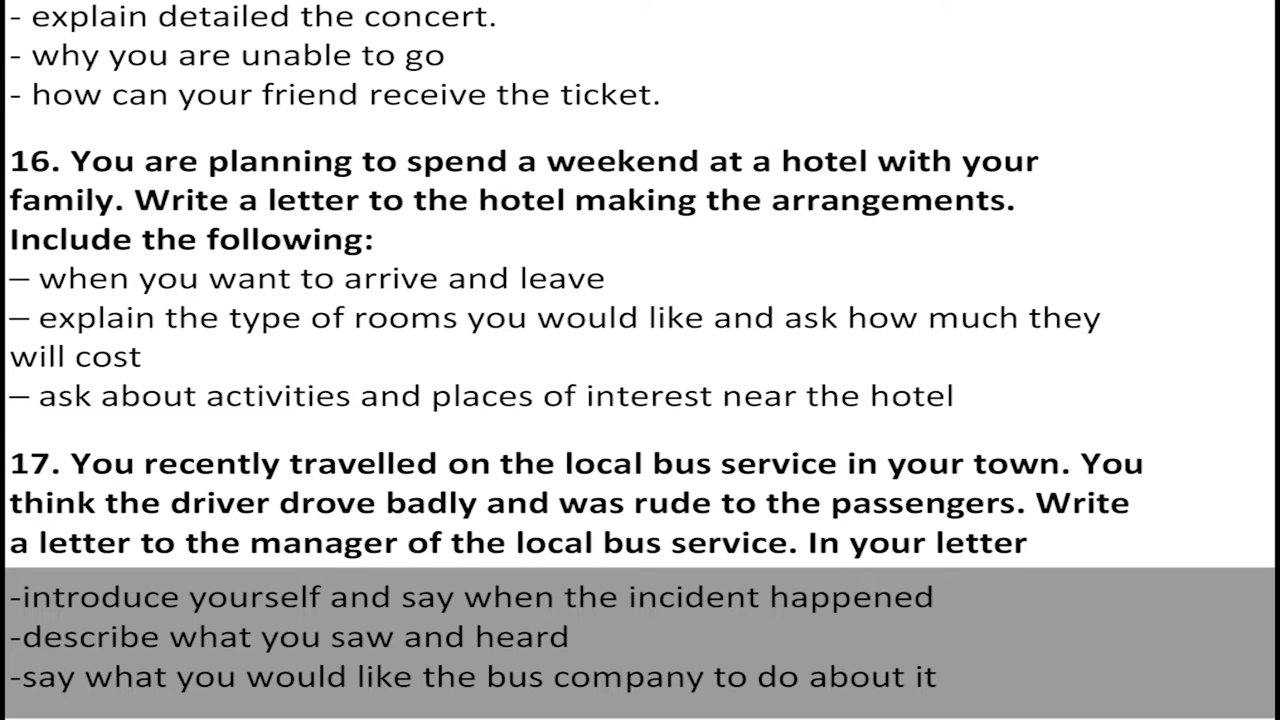 - explain detailed the concert.
- why you are unable to go
- how can your friend receive the ticket.
16. You are planning to spend a weekend at a hotel with your
family. Write a letter to the hotel making the arrangements.
Include the following:
– when you want to arrive and leave
– explain the type of rooms you would like and ask how much they
will cost
– ask about activities and places of interest near the hotel
17. You recently travelled on the local bus service in your town. You
think the driver drove badly and was rude to the passengers. Write
a letter to the manager of the local bus service. In your letter
-introduce yourself and say when the incident happened
-describe what you saw and heard
-say what you would like the bus company to do about it